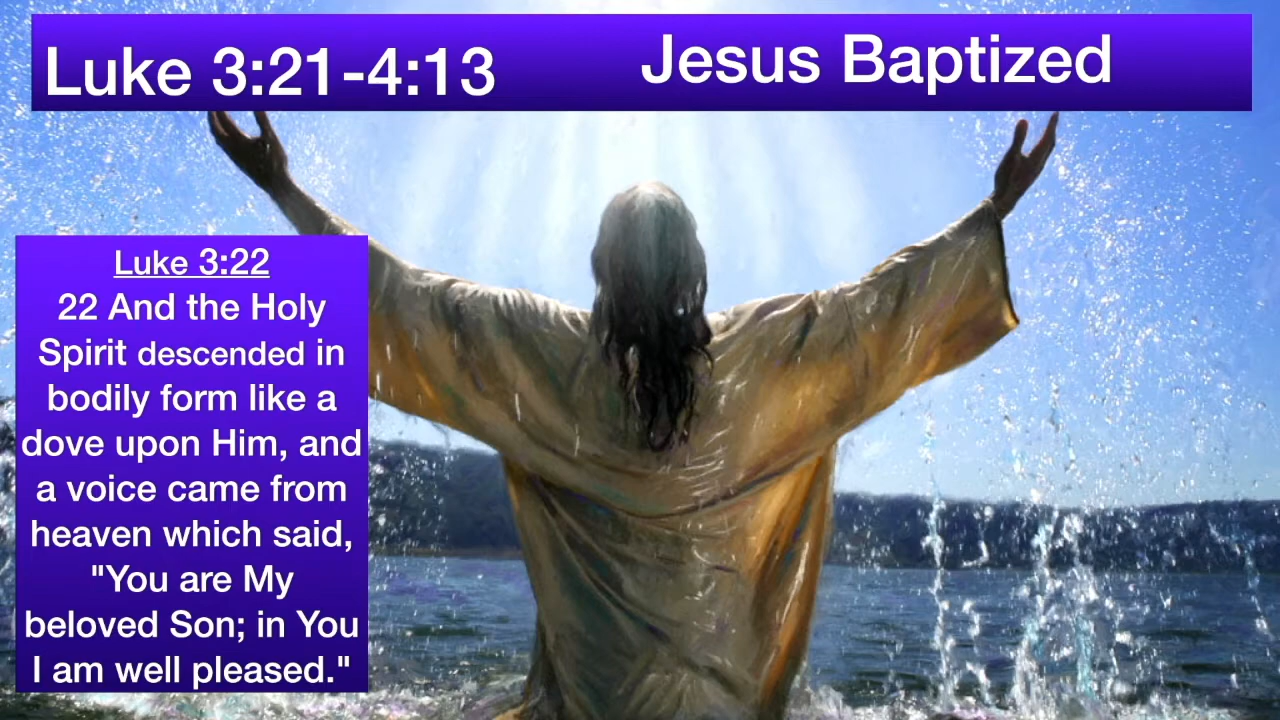 Luke 3:21-4:13
Jesus Baptized
Luke 3:22
22 And the Holy
Spirit descended in
bodily form like a
dove upon Him, and
a voice came from
heaven which said,
"You are My
beloved Son; in You
I am well pleased."